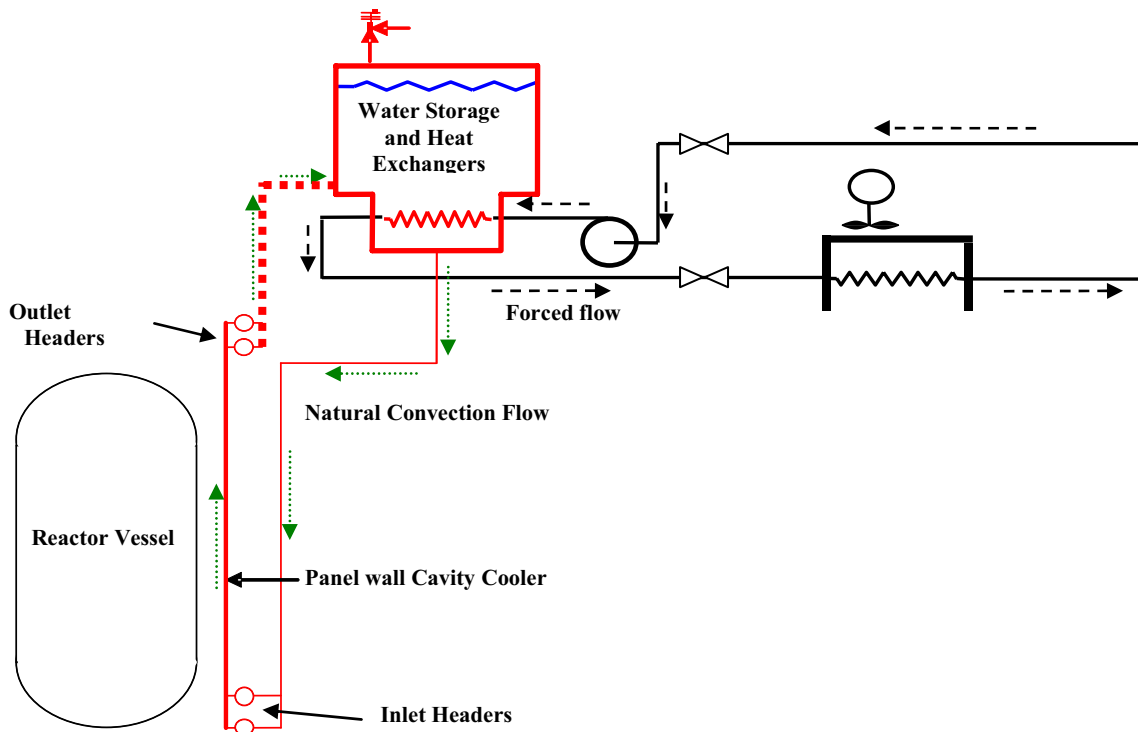 Water Storage
and Heat
Exchangers
Forced flow
Outlet
Headers
Natural Convection Flow
Reactor Vessel
Panel wall Cavity Cooler
Inlet Headers